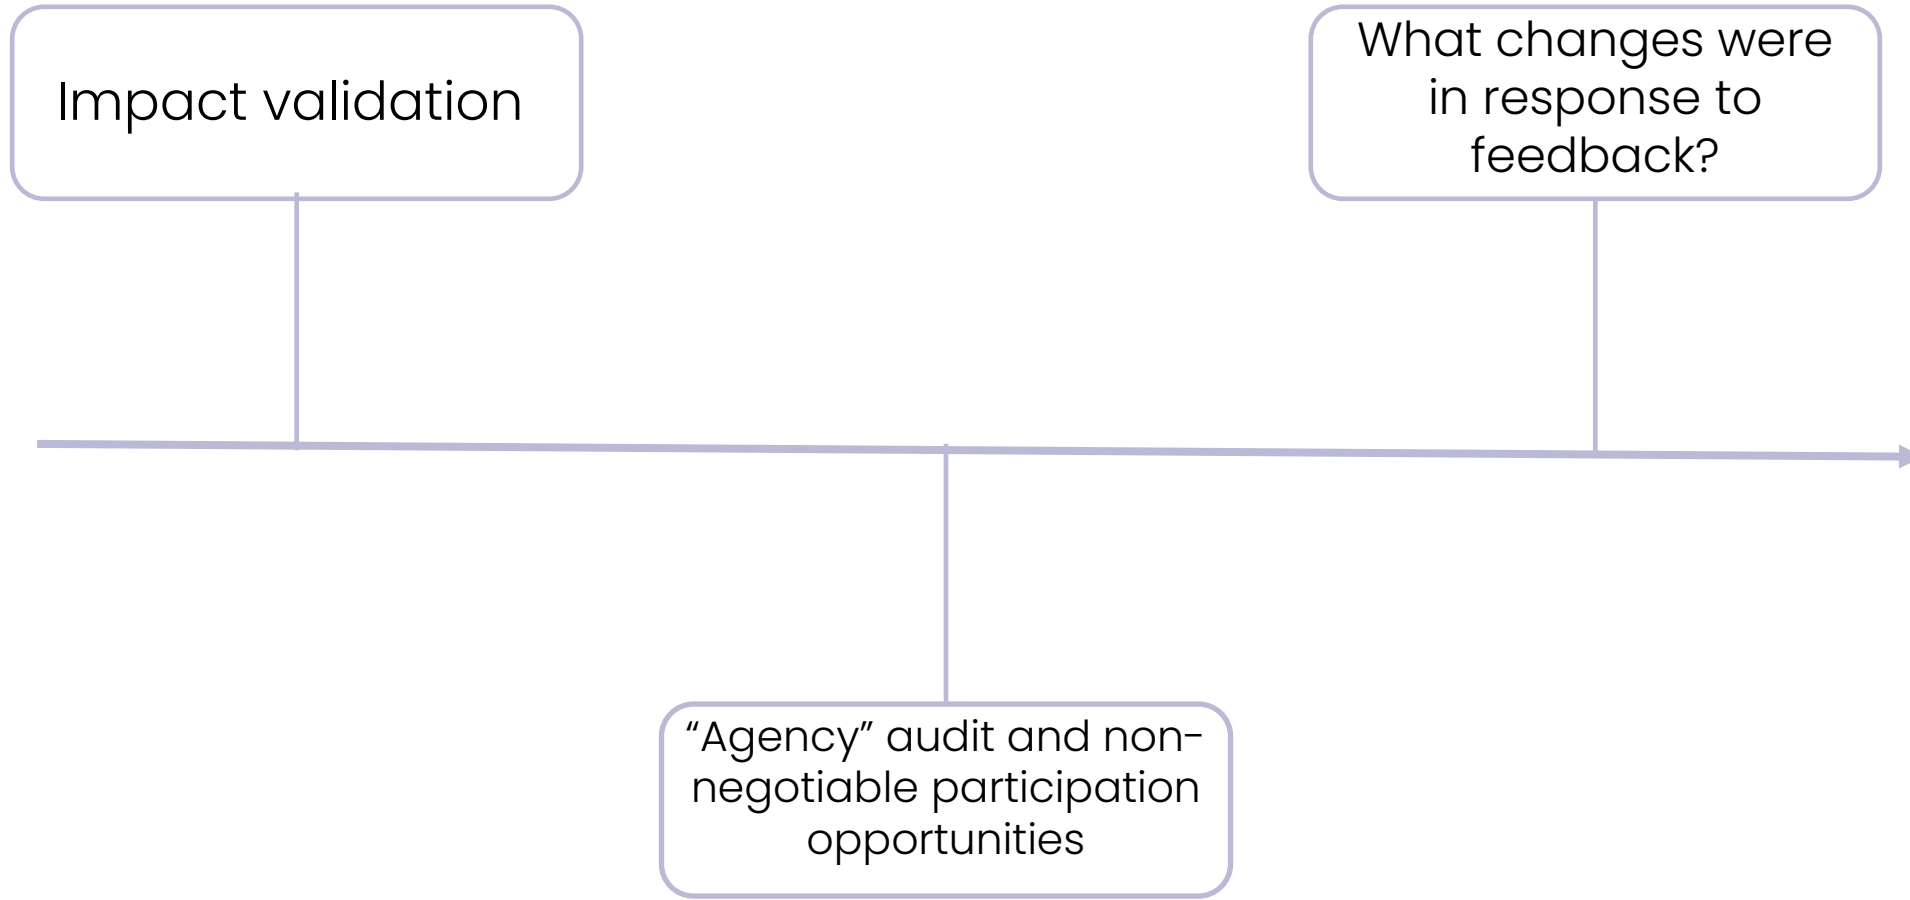 Impact validation
What changes were
in response to
feedback?
“Agency” audit and non-
negotiable participation
opportunities